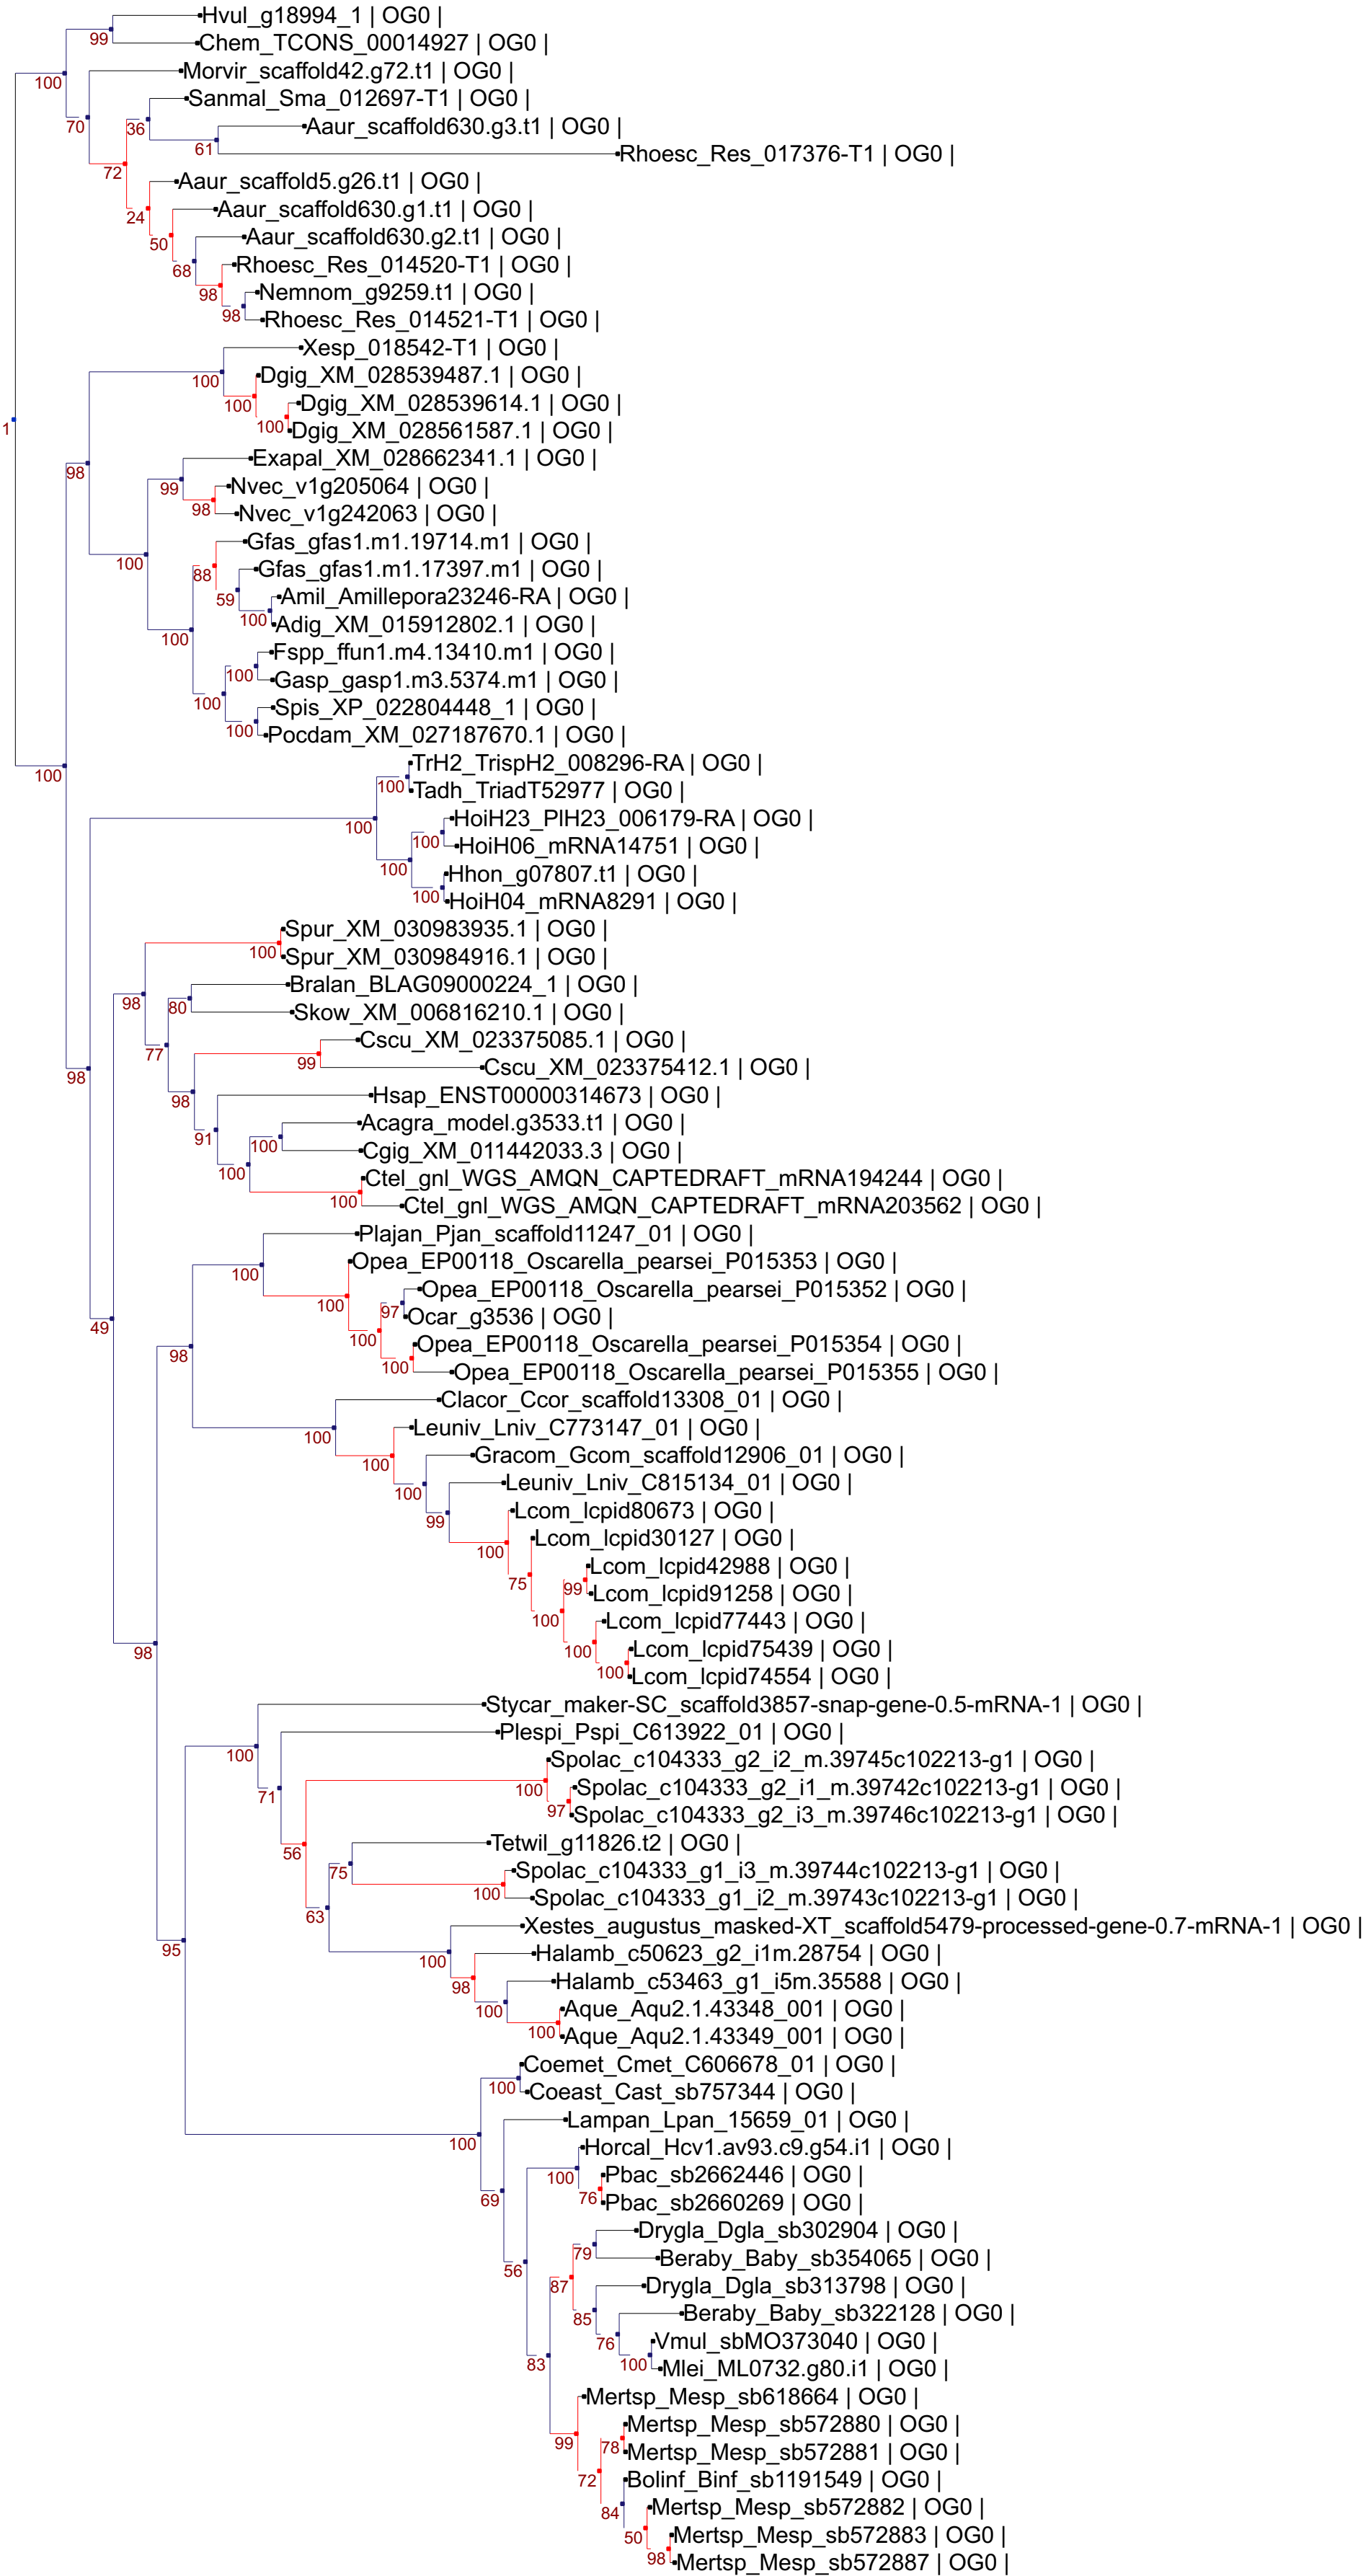 Hvul_g18994_1 | OG0 |
99
Chem_TCONS_00014927 | OG0 |
100
Morvir_scaffold42.g72.t1 | OG0 |
Sanmal_Sma_012697-T1 | OG0 |
70
36
Aaur_scaffold630.g3.t1 | OG0 |
61
Rhoesc_Res_017376-T1 | OG0 |
72
Aaur_scaffold5.g26.t1 | OG0 |
24
Aaur_scaffold630.g1.t1 | OG0 |
50
Aaur_scaffold630.g2.t1 | OG0 |
68
Rhoesc_Res_014520-T1 | OG0 |
98
Nemnom_g9259.t1 | OG0 |
98
Rhoesc_Res_014521-T1 | OG0 |
Xesp_018542-T1 | OG0 |
100
Dgig_XM_028539487.1 | OG0 |
100
Dgig_XM_028539614.1 | OG0 |
100
Dgig_XM_028561587.1 | OG0 |
1
Exapal_XM_028662341.1 | OG0 |
98
99
Nvec_v1g205064 | OG0 |
98
Nvec_v1g242063 | OG0 |
Gfas_gfas1.m1.19714.m1 | OG0 |
100
88
Gfas_gfas1.m1.17397.m1 | OG0 |
59
Amil_Amillepora23246-RA | OG0 |
100
Adig_XM_015912802.1 | OG0 |
100
Fspp_ffun1.m4.13410.m1 | OG0 |
100
Gasp_gasp1.m3.5374.m1 | OG0 |
100
Spis_XP_022804448_1 | OG0 |
100
Pocdam_XM_027187670.1 | OG0 |
TrH2_TrispH2_008296-RA | OG0 |
100
100
Tadh_TriadT52977 | OG0 |
HoiH23_PlH23_006179-RA | OG0 |
100
100
HoiH06_mRNA14751 | OG0 |
100
Hhon_g07807.t1 | OG0 |
100
HoiH04_mRNA8291 | OG0 |
Spur_XM_030983935.1 | OG0 |
100
Spur_XM_030984916.1 | OG0 |
Bralan_BLAG09000224_1 | OG0 |
98
80
Skow_XM_006816210.1 | OG0 |
Cscu_XM_023375085.1 | OG0 |
77
99
Cscu_XM_023375412.1 | OG0 |
98
98
Hsap_ENST00000314673 | OG0 |
Acagra_model.g3533.t1 | OG0 |
91
100
Cgig_XM_011442033.3 | OG0 |
100
Ctel_gnl_WGS_AMQN_CAPTEDRAFT_mRNA194244 | OG0 |
100
Ctel_gnl_WGS_AMQN_CAPTEDRAFT_mRNA203562 | OG0 |
Plajan_Pjan_scaffold11247_01 | OG0 |
100
Opea_EP00118_Oscarella_pearsei_P015353 | OG0 |
Opea_EP00118_Oscarella_pearsei_P015352 | OG0 |
100
97
Ocar_g3536 | OG0 |
49
100
Opea_EP00118_Oscarella_pearsei_P015354 | OG0 |
98
100
Opea_EP00118_Oscarella_pearsei_P015355 | OG0 |
Clacor_Ccor_scaffold13308_01 | OG0 |
100
Leuniv_Lniv_C773147_01 | OG0 |
100
Gracom_Gcom_scaffold12906_01 | OG0 |
100
Leuniv_Lniv_C815134_01 | OG0 |
99
Lcom_lcpid80673 | OG0 |
100
Lcom_lcpid30127 | OG0 |
75
Lcom_lcpid42988 | OG0 |
99
Lcom_lcpid91258 | OG0 |
100
Lcom_lcpid77443 | OG0 |
100
Lcom_lcpid75439 | OG0 |
98
100
Lcom_lcpid74554 | OG0 |
Stycar_maker-SC_scaffold3857-snap-gene-0.5-mRNA-1 | OG0 |
100
Plespi_Pspi_C613922_01 | OG0 |
Spolac_c104333_g2_i2_m.39745c102213-g1 | OG0 |
71
100
Spolac_c104333_g2_i1_m.39742c102213-g1 | OG0 |
97
Spolac_c104333_g2_i3_m.39746c102213-g1 | OG0 |
56
Tetwil_g11826.t2 | OG0 |
75
Spolac_c104333_g1_i3_m.39744c102213-g1 | OG0 |
100
Spolac_c104333_g1_i2_m.39743c102213-g1 | OG0 |
63
Xestes_augustus_masked-XT_scaffold5479-processed-gene-0.7-mRNA-1 | OG0 |
95
100
Halamb_c50623_g2_i1m.28754 | OG0 |
98
Halamb_c53463_g1_i5m.35588 | OG0 |
100
Aque_Aqu2.1.43348_001 | OG0 |
100
Aque_Aqu2.1.43349_001 | OG0 |
Coemet_Cmet_C606678_01 | OG0 |
100
Coeast_Cast_sb757344 | OG0 |
Lampan_Lpan_15659_01 | OG0 |
100
Horcal_Hcv1.av93.c9.g54.i1 | OG0 |
100
Pbac_sb2662446 | OG0 |
69
76
Pbac_sb2660269 | OG0 |
Drygla_Dgla_sb302904 | OG0 |
79
Beraby_Baby_sb354065 | OG0 |
56
87
Drygla_Dgla_sb313798 | OG0 |
85
Beraby_Baby_sb322128 | OG0 |
76
Vmul_sbMO373040 | OG0 |
83
100
Mlei_ML0732.g80.i1 | OG0 |
Mertsp_Mesp_sb618664 | OG0 |
99
Mertsp_Mesp_sb572880 | OG0 |
78
Mertsp_Mesp_sb572881 | OG0 |
72
Bolinf_Binf_sb1191549 | OG0 |
84
Mertsp_Mesp_sb572882 | OG0 |
50
Mertsp_Mesp_sb572883 | OG0 |
98
Mertsp_Mesp_sb572887 | OG0 |